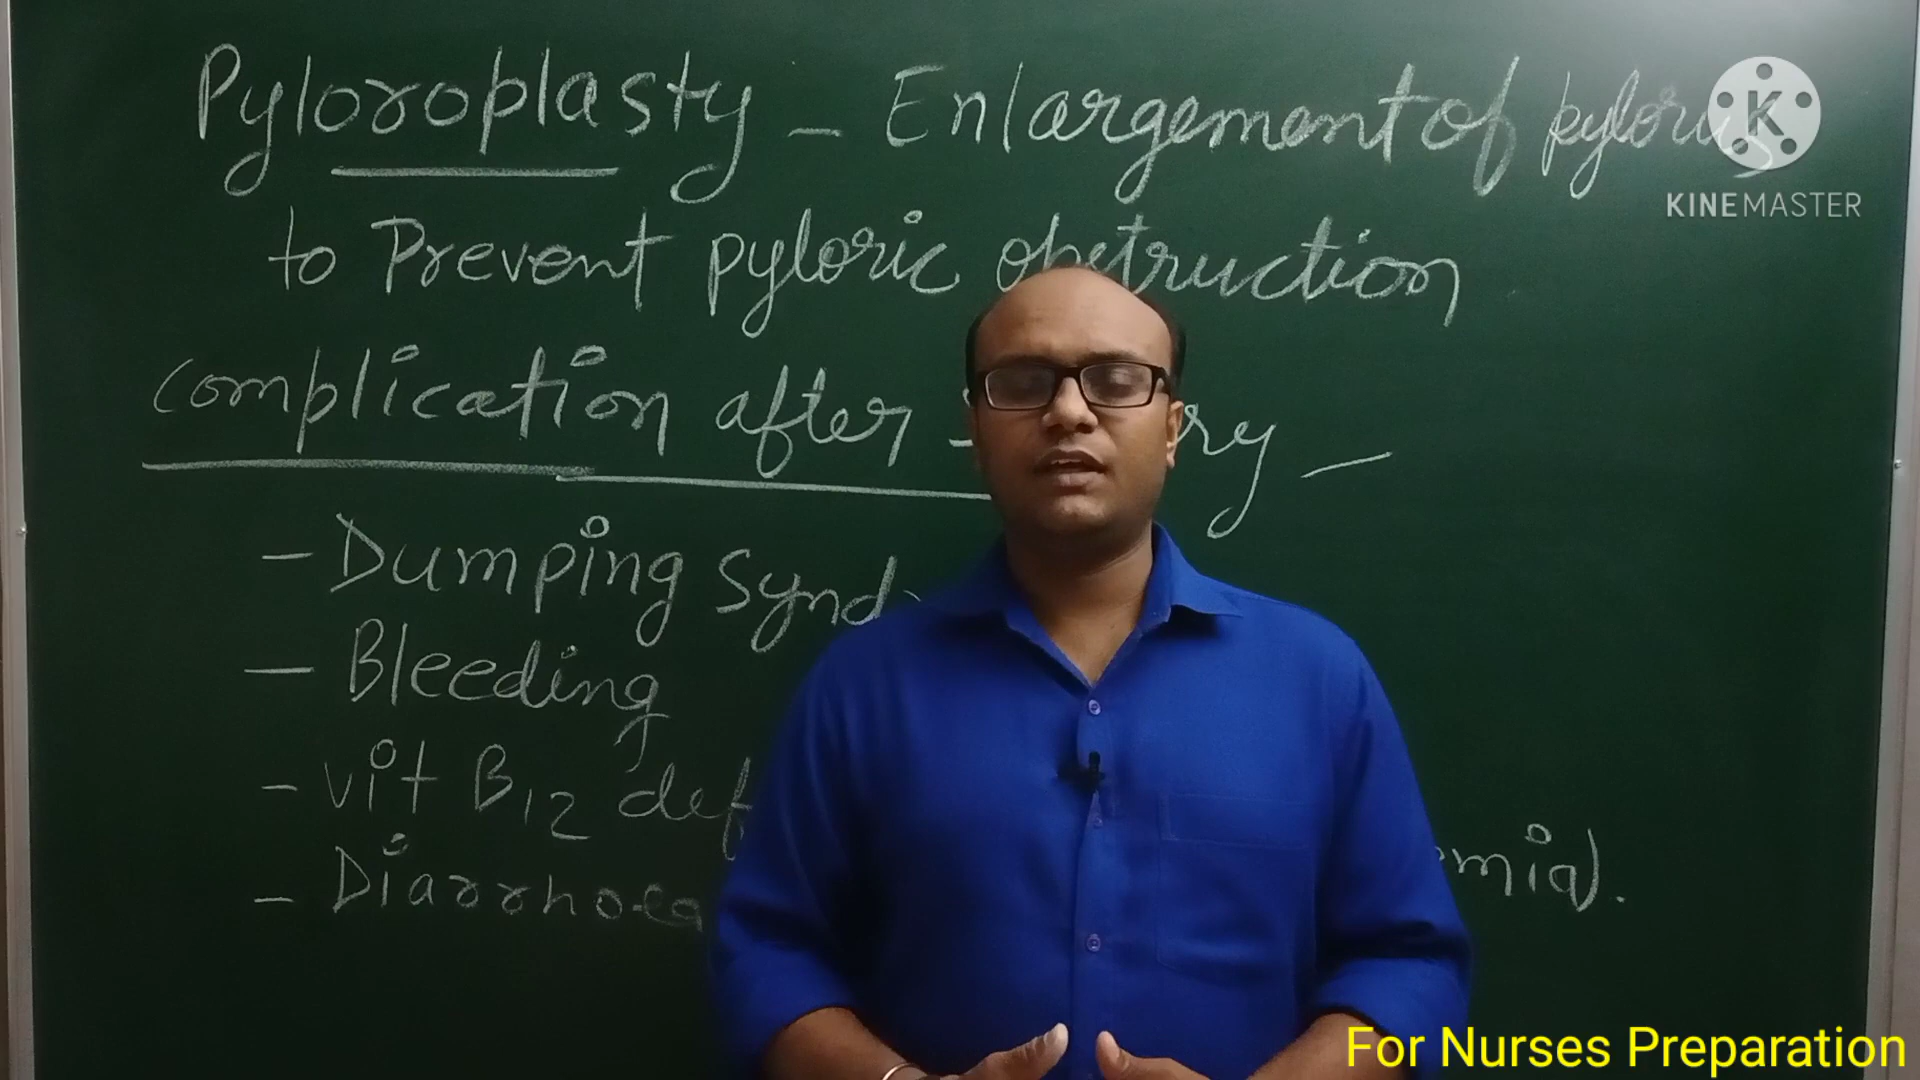 Pyloroplasty - Enlargement of pylorus
to Prevent pyloric obstruction
complication after
- Dumping Synd
- Bleeding
- vit B12 def
- Diarrhoea
K
KINEMASTER
For Nurses Preparation